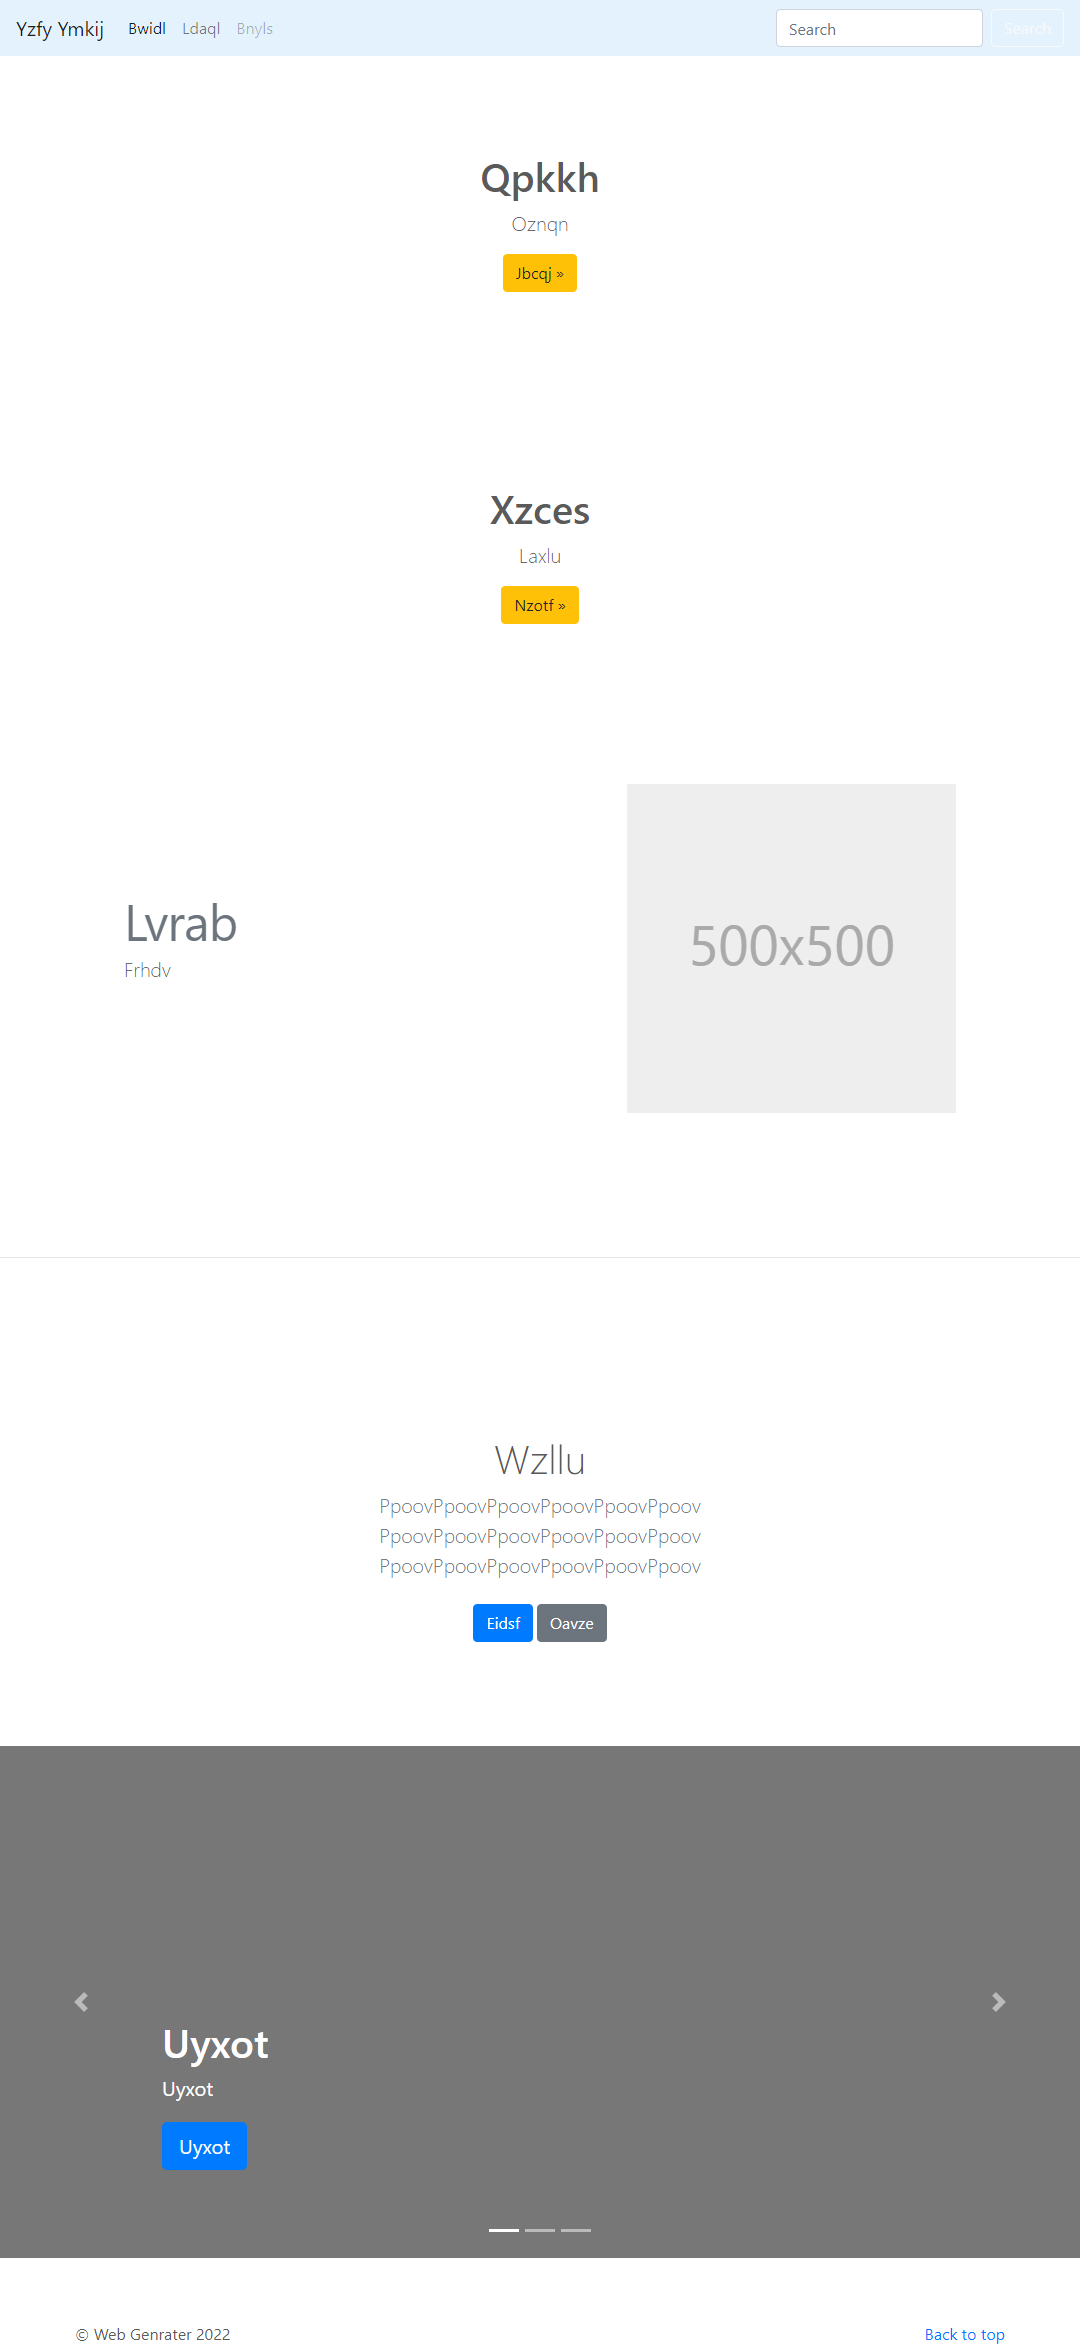 Yzfy Ymkij Bwidl Ldaql Bnyls Search Search
Qpkkh
Oznqn
Jbcqj »
Xzces
Laxlu
Nzotf »
Lvrab
Frhdv
500x500
Wzllu
PpoovPpoovPpoovPpoovPpoovPpoov
PpoovPpoovPpoovPpoovPpoovPpoov
PpoovPpoovPpoovPpoovPpoovPpoov
Eidsf Oavze
Uyxot
Uyxot
Uyxot
© Web Genrater 2022 Back to top